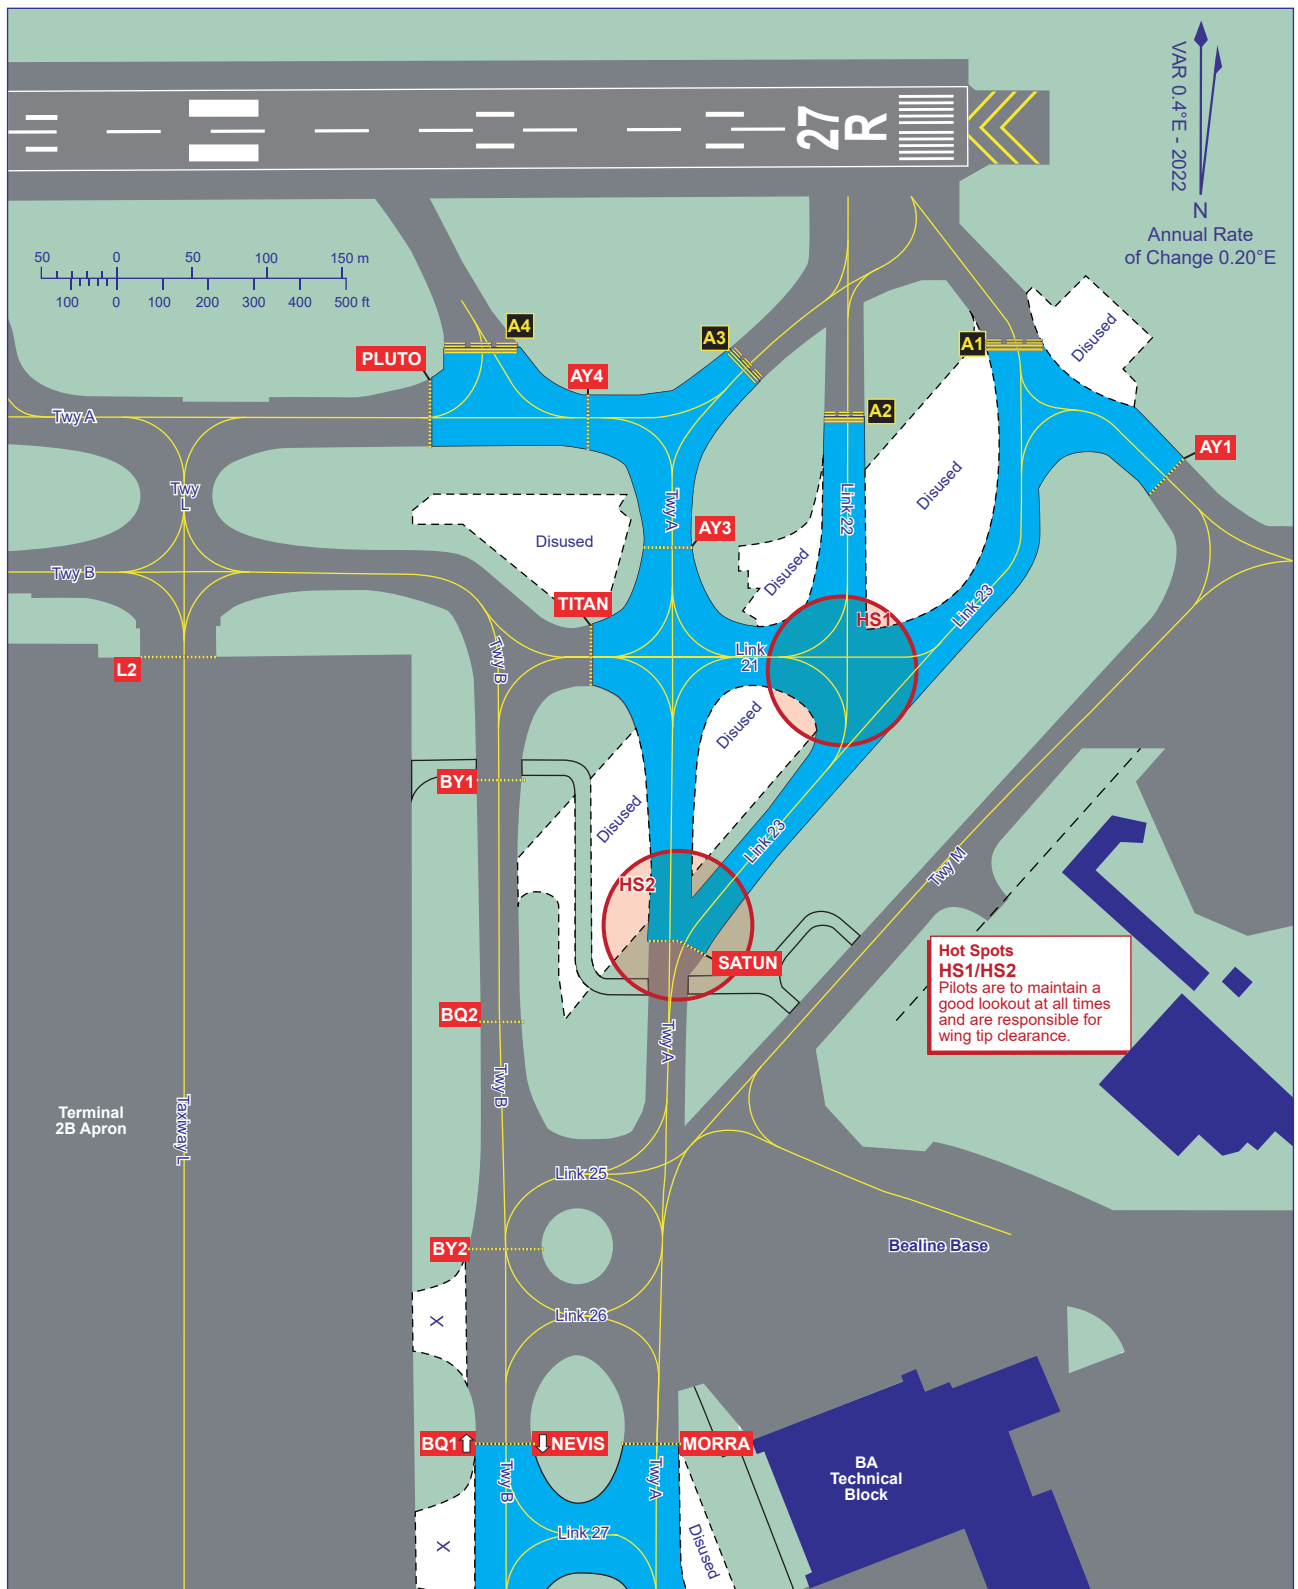 27
R
VAR 0.4°E - 2022
N
Annual Rate
of Change 0.20°E
50 0 50 100 150 m
100 0 100 200 300 400 500 ft
A4
A3
A1
Disused
PLUTO
AY4
A2
Twy A
AY1
Twy
L
Twy A
Link 22
Disused
AY3
Disused
Disused
Twy B
TITAN
Link 23
HS1
Twy B
Link
21
L2
Disused
BY1
Disused
Link 23
Twy M
HS2
SATUN
Hot Spots
HS1/HS2
Pilots are to maintain a
good lookout at all times
and are responsible for
wing tip clearance.
BQ2
Twy A
Twy B
Terminal
2B Apron
Taxiway L
Link 25
BY2
Bealine Base
Link 26
X
BQ1
NEVIS
MORRA
Twy B
Twy A
BA
Technical
Block
Link 27
X
Disused